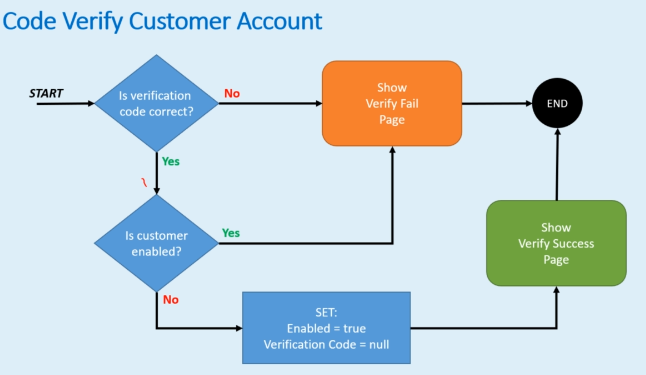 Code Verify Customer Account
START
Is verification
code correct?
No
Show
Verify Fail
Page
END
Yes
\
Is customer
enabled?
Yes
Show
Verify Success
Page
No
SET:
Enabled = true
Verification Code = null